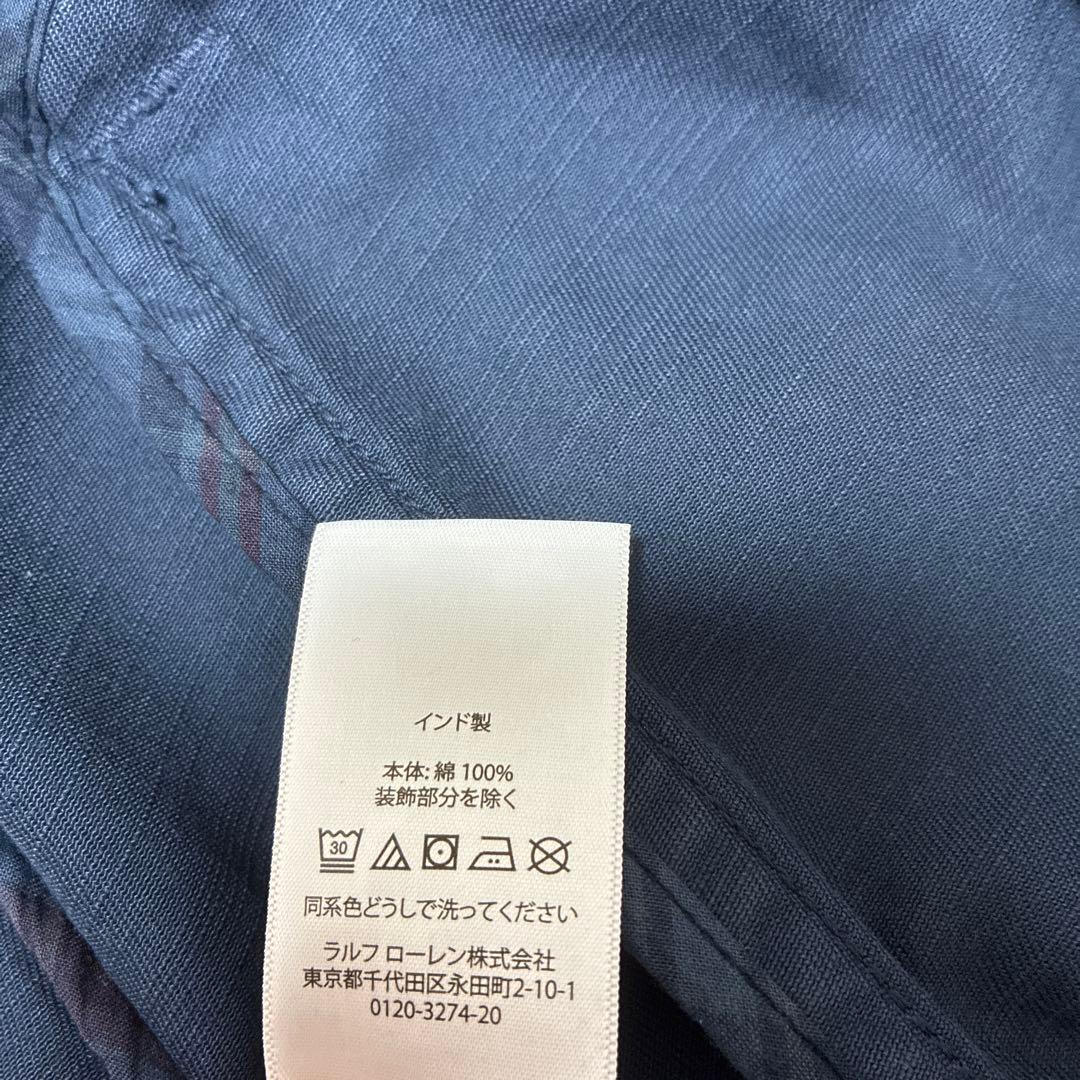 インド製
本体: 綿 100%
装飾部分を除く
30
同系色どうしで洗ってください
ラルフ ローレン株式会社
東京都千代田区永田町2-10-1
0120-3274-20